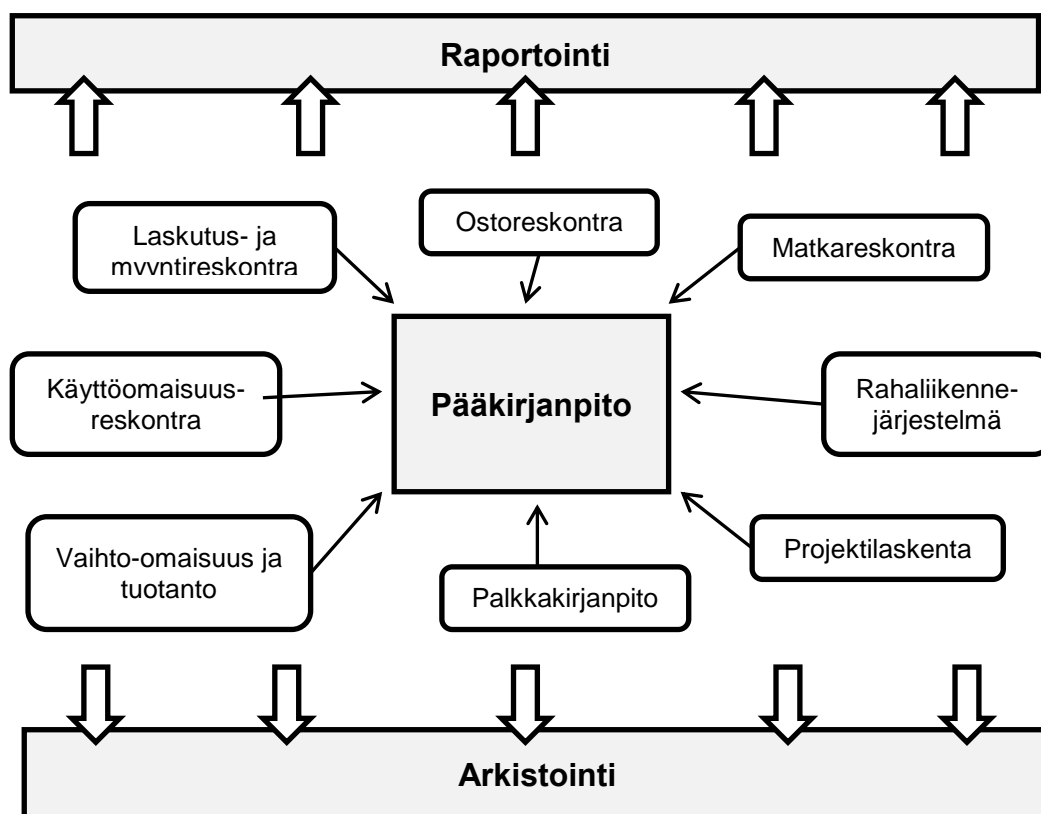 Raportointi
Ostoreskontra
Laskutus- ja
myyntireskontra
Matkareskontra
Käyttöomaisuus-
reskontra
Pääkirjanpito
Rahaliikenne-
järjestelmä
Vaihto-omaisuus ja
tuotanto
Palkkakirjanpito
Projektilaskenta
Arkistointi